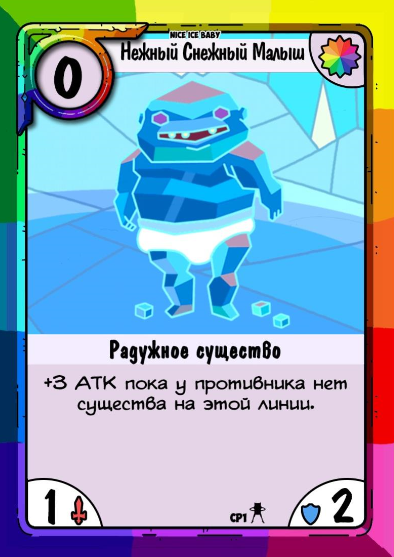 NICE ICE BABY
Нежный Снежный Малыш
0
Радужное существо
+3 АТК пока у противника нет
существа на этой линии.
1
CP1
2